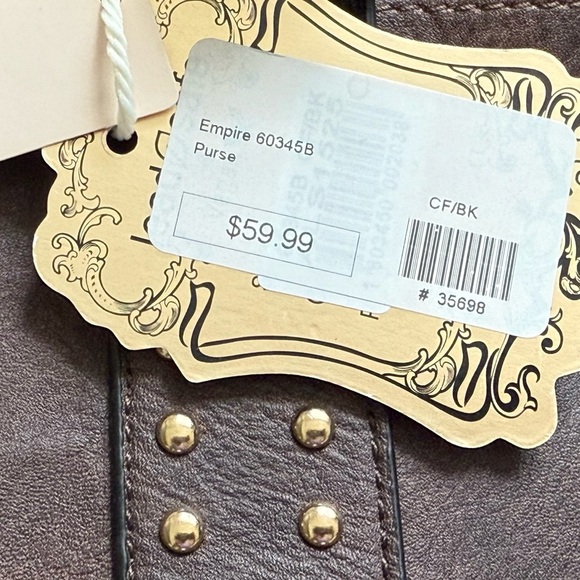 Empire 60345B
Purse
$59.99
CF/BK
# 35698